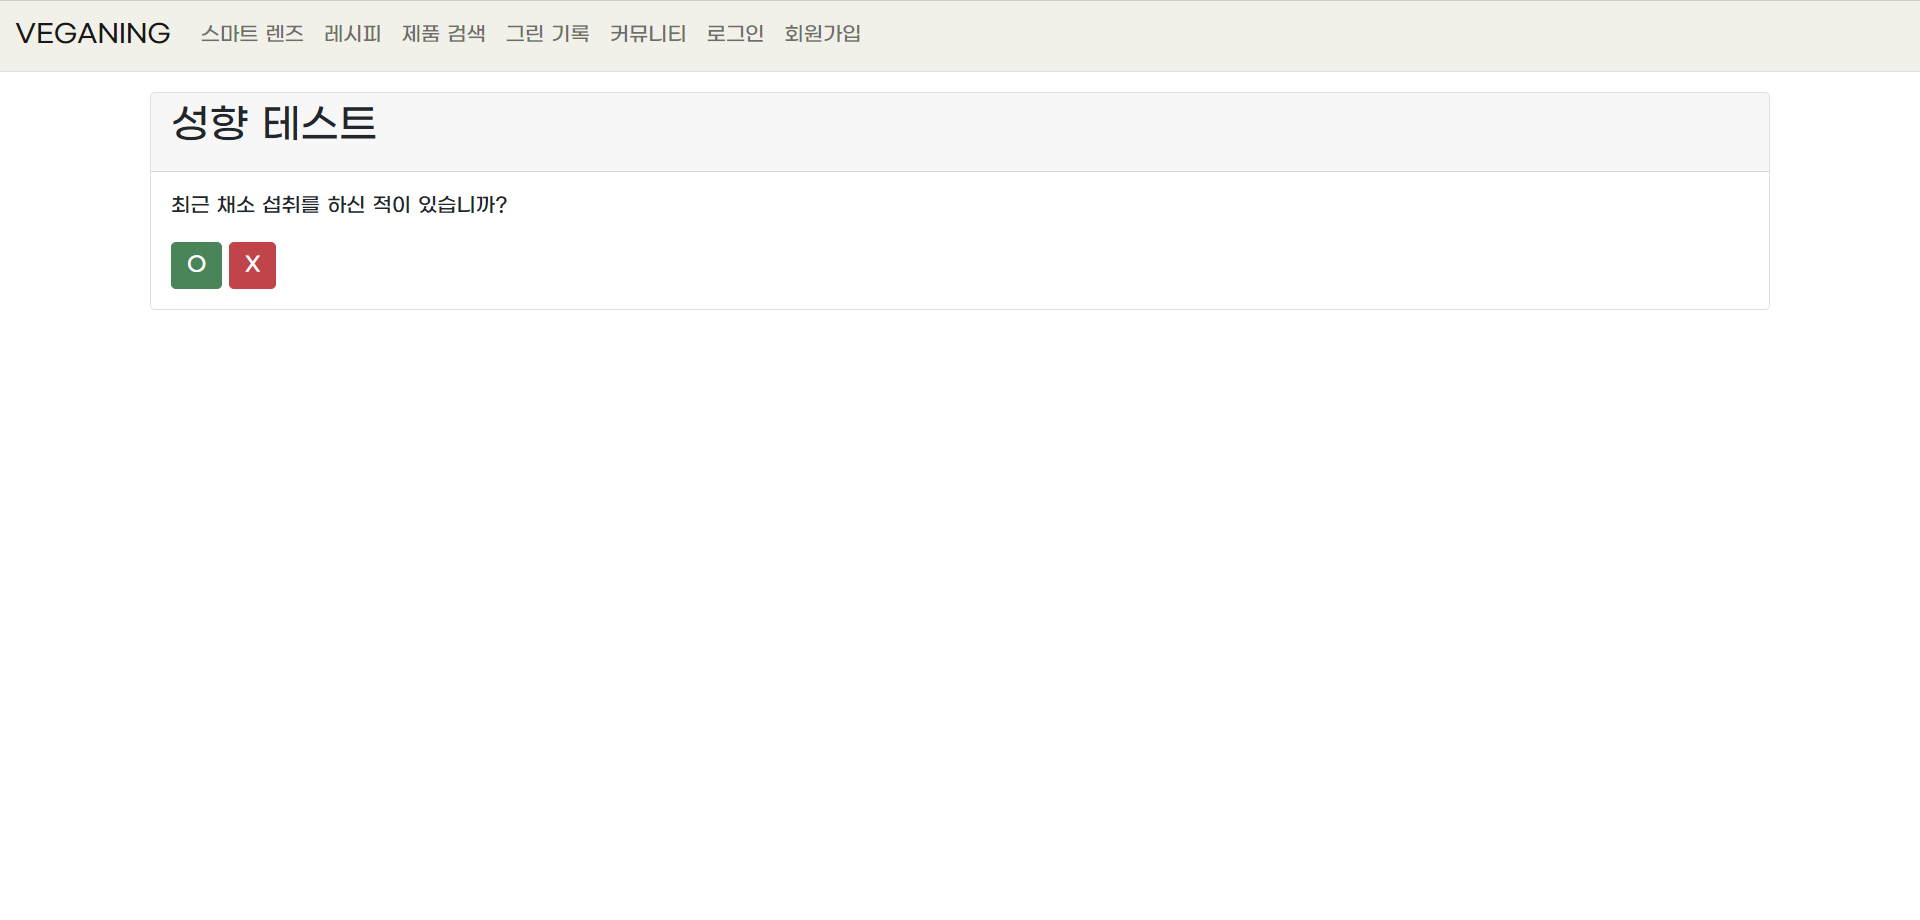 VEGANING 스마트 렌즈 레시피 제품 검색 그린 기록 커뮤니티 로그인 회원가입
성향 테스트
최근 채소 섭취를 하신 적이 있습니까?
O X